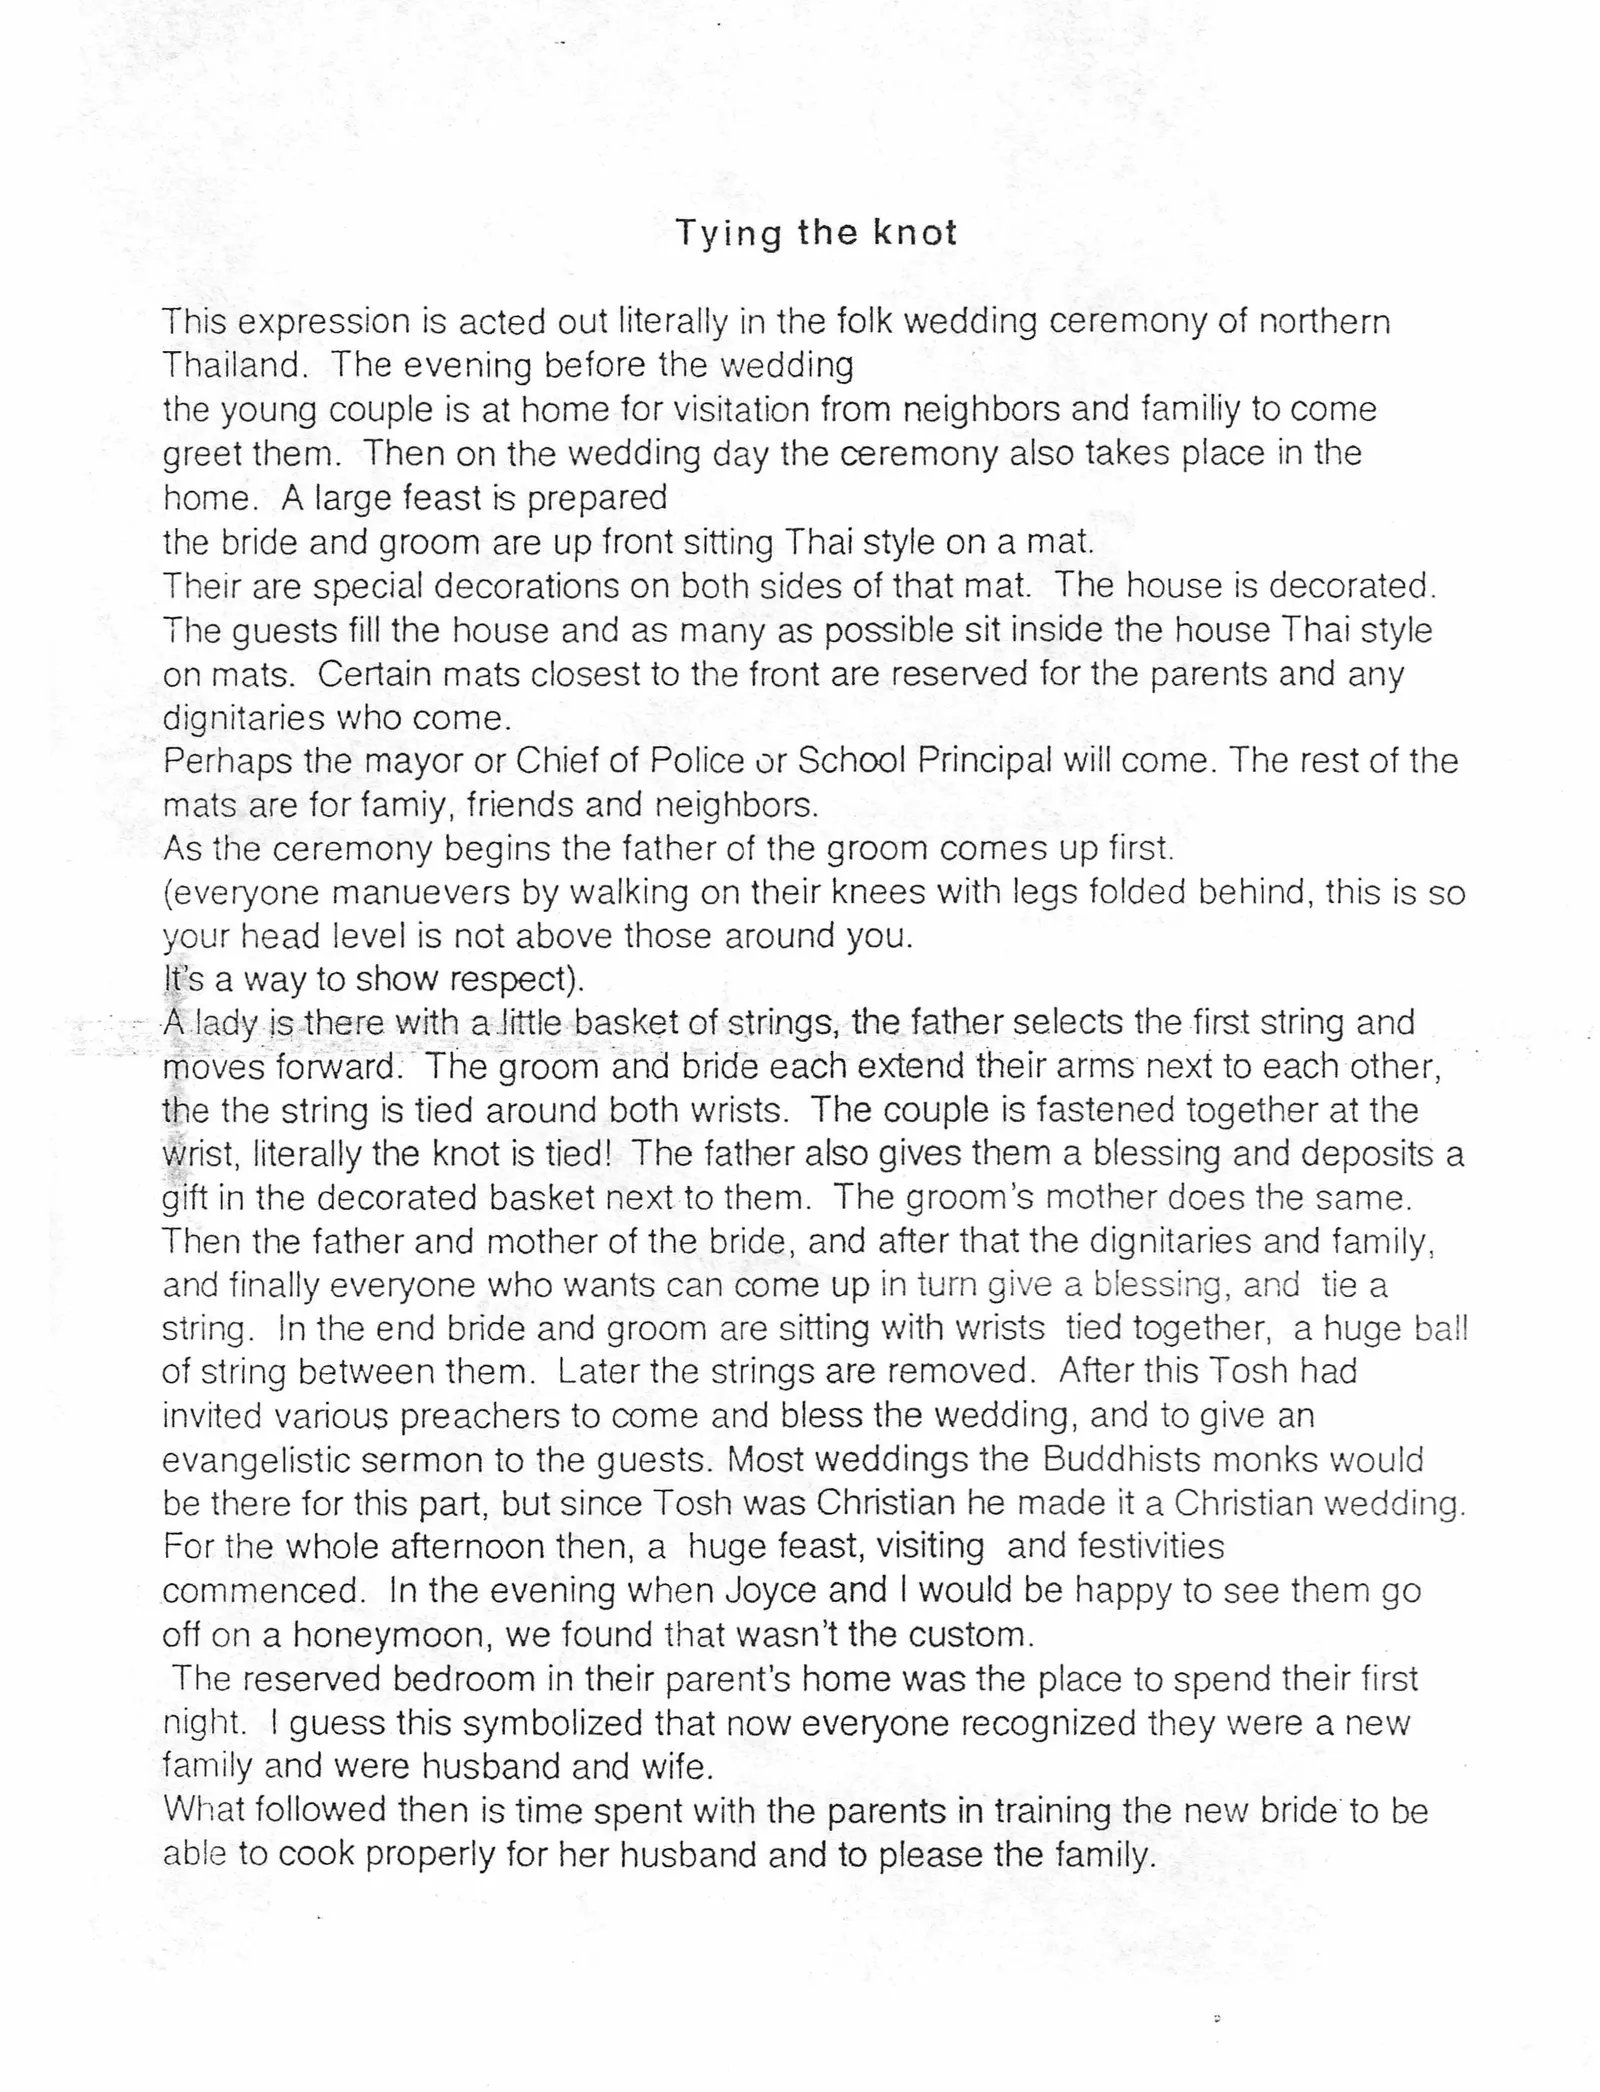 Tying the knot
This expression is acted out literally in the folk wedding ceremony of northern
Thailand.  The evening before the wedding
the young couple is at home for visitation from neighbors and familiy to come
greet them.  Then on the wedding day the ceremony also takes place in the
home.  A large feast is prepared
the bride and groom are up front sitting Thai style on a mat.
Their are special decorations on both sides of that mat.  The house is decorated.
The guests fill the house and as many as possible sit inside the house Thai style
on mats.  Certain mats closest to the front are reserved for the parents and any
dignitaries who come.
Perhaps the mayor or Chief of Police or School Principal will come. The rest of the
mats are for famiy, friends and neighbors.
As the ceremony begins the father of the groom comes up first.
(everyone manuevers by walking on their knees with legs folded behind, this is so
your head level is not above those around you.
It's a way to show respect).
A lady is there with a little basket of strings, the father selects the first string and
moves forward.  The groom and bride each extend their arms next to each other,
the the string is tied around both wrists.  The couple is fastened together at the
wrist, literally the knot is tied!  The father also gives them a blessing and deposits a
gift in the decorated basket next to them.  The groom's mother does the same.
Then the father and mother of the bride, and after that the dignitaries and family,
and finally everyone who wants can come up in turn give a blessing, and  tie a
string.  In the end bride and groom are sitting with wrists  tied together,  a huge ball
of string between them.  Later the strings are removed.  After this Tosh had
invited various preachers to come and bless the wedding, and to give an
evangelistic sermon to the guests. Most weddings the Buddhists monks would
be there for this part, but since Tosh was Christian he made it a Christian wedding.
For the whole afternoon then, a  huge feast, visiting  and festivities
commenced.  In the evening when Joyce and I would be happy to see them go
off on a honeymoon, we found that wasn't the custom.
The reserved bedroom in their parent's home was the place to spend their first
night.  I guess this symbolized that now everyone recognized they were a new
family and were husband and wife.
What followed then is time spent with the parents in training the new bride to be
able to cook properly for her husband and to please the family.